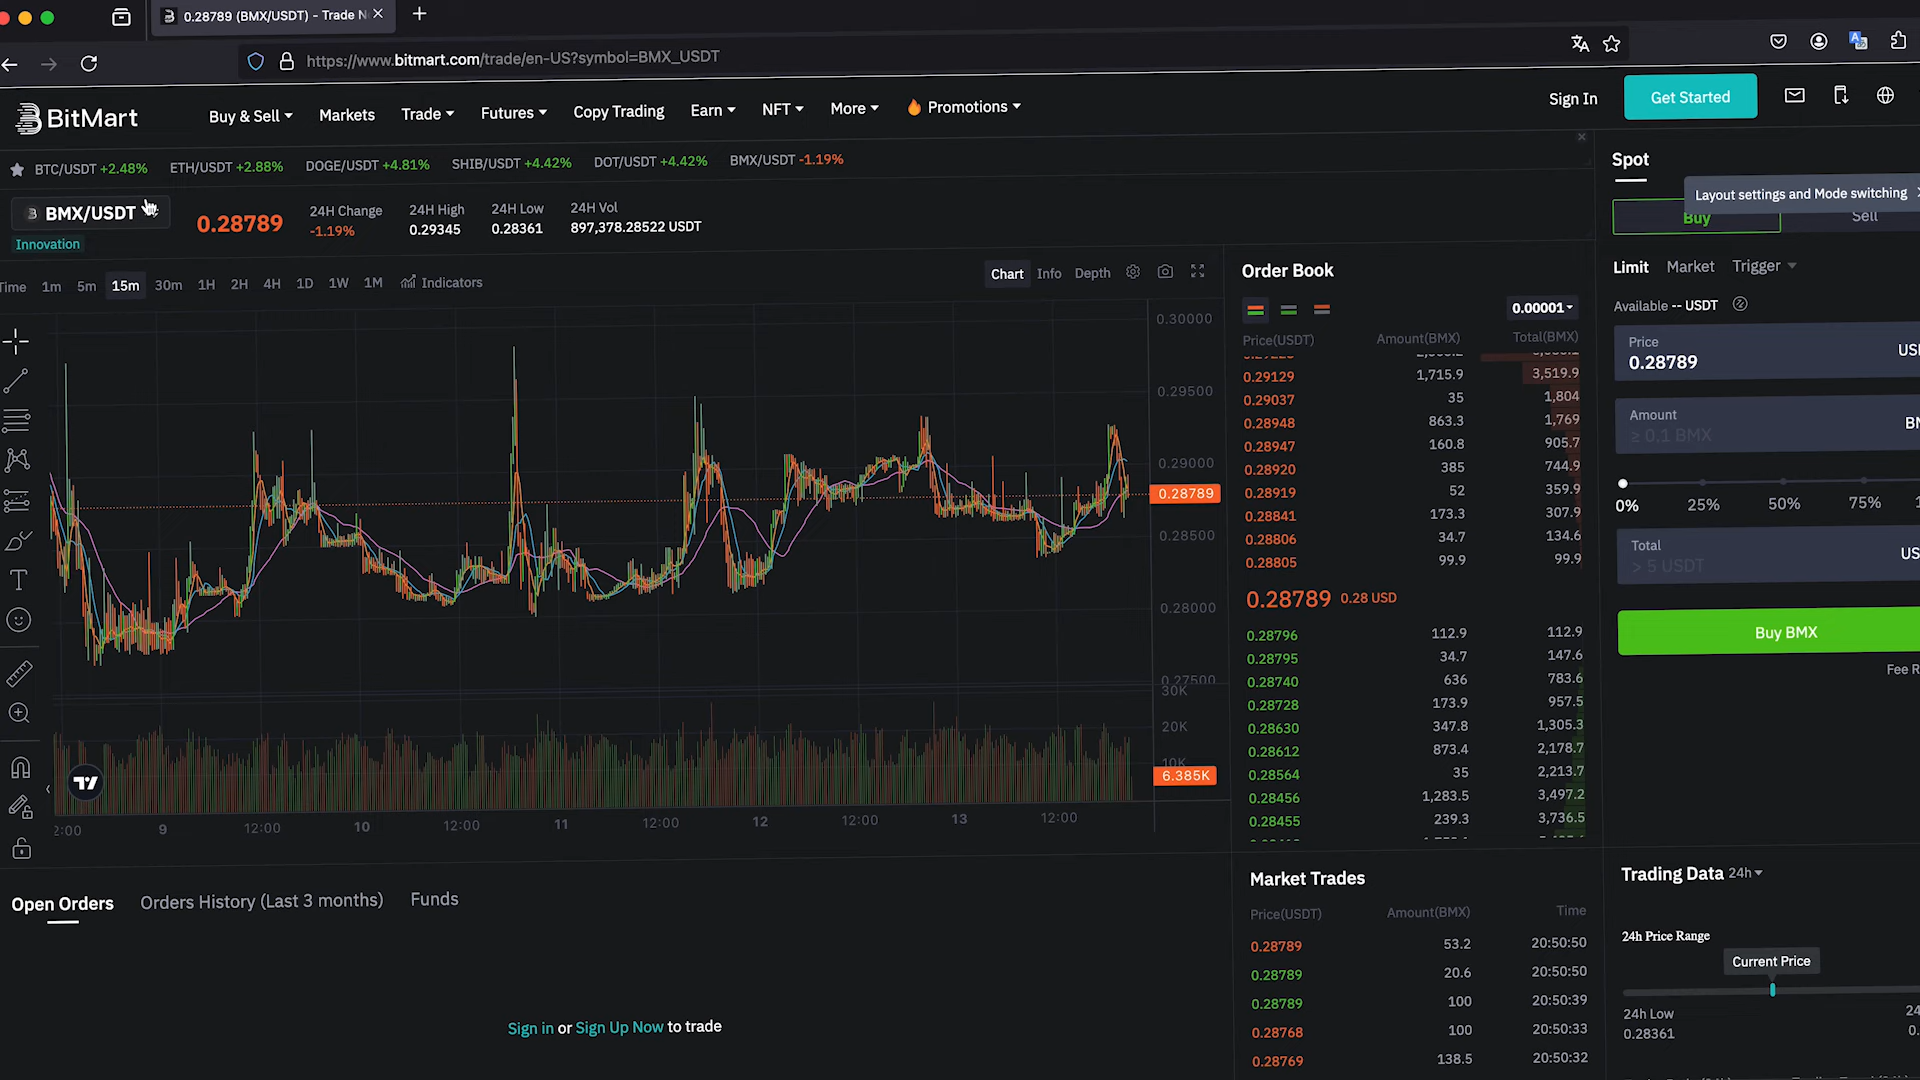 0.28789 (BMX/USDT) - Trade N
https://www.bitmart.com/trade/en-US?symbol=BMX_USDT
BitMart
Buy & Sell
Markets
Trade
Futures
Copy Trading
Earn
NFT
More
Promotions
Sign In
Get Started
BTC/USDT +2.48%
ETH/USDT +2.88%
DOGE/USDT +4.81%
SHIB/USDT +4.42%
DOT/USDT +4.42%
BMX/USDT -1.19%
BMX/USDT
Innovation
0.28789
24H Change
-1.19%
24H High
0.29345
24H Low
0.28361
24H Vol
897,378.28522 USDT
Time 1m 5m 15m 30m 1H 2H 4H 1D 1W 1M Indicators
Chart Info Depth
0.30000
0.29500
0.29000
0.28789
0.28500
0.28000
0.27500
30K
20K
10K
6.385K
2:00 9 12:00 10 12:00 11 12:00 12 12:00 13 12:00
Order Book
0.00001
Price(USDT) Amount(BMX) Total(BMX)
0.29129 1,715.9 3,519.9
0.29037 35 1,804
0.28948 863.3 1,769
0.28947 160.8 905.7
0.28920 385 744.9
0.28919 52 359.9
0.28841 173.3 307.9
0.28806 34.7 134.6
0.28805 99.9 99.9
0.28789 0.28 USD
0.28796 112.9 112.9
0.28795 34.7 147.6
0.28740 636 783.6
0.28728 173.9 957.5
0.28630 347.8 1,305.3
0.28612 873.4 2,178.7
0.28564 35 2,213.7
0.28456 1,283.5 3,497.2
0.28455 239.3 3,736.5
Spot
Layout settings and Mode switching
Buy
Sell
Limit Market Trigger
Available -- USDT
Price
0.28789
US
Amount
≥ 0.1 BMX
BM
0% 25% 50% 75% 1
Total
> 5 USDT
US
Buy BMX
Fee R
Open Orders
Orders History (Last 3 months)
Funds
Sign in or Sign Up Now to trade
Market Trades
Price(USDT) Amount(BMX) Time
0.28789 53.2 20:50:50
0.28789 20.6 20:50:50
0.28789 100 20:50:39
0.28768 100 20:50:33
0.28769 138.5 20:50:32
Trading Data 24h
24h Price Range
Current Price
24h Low
0.28361
24
0.